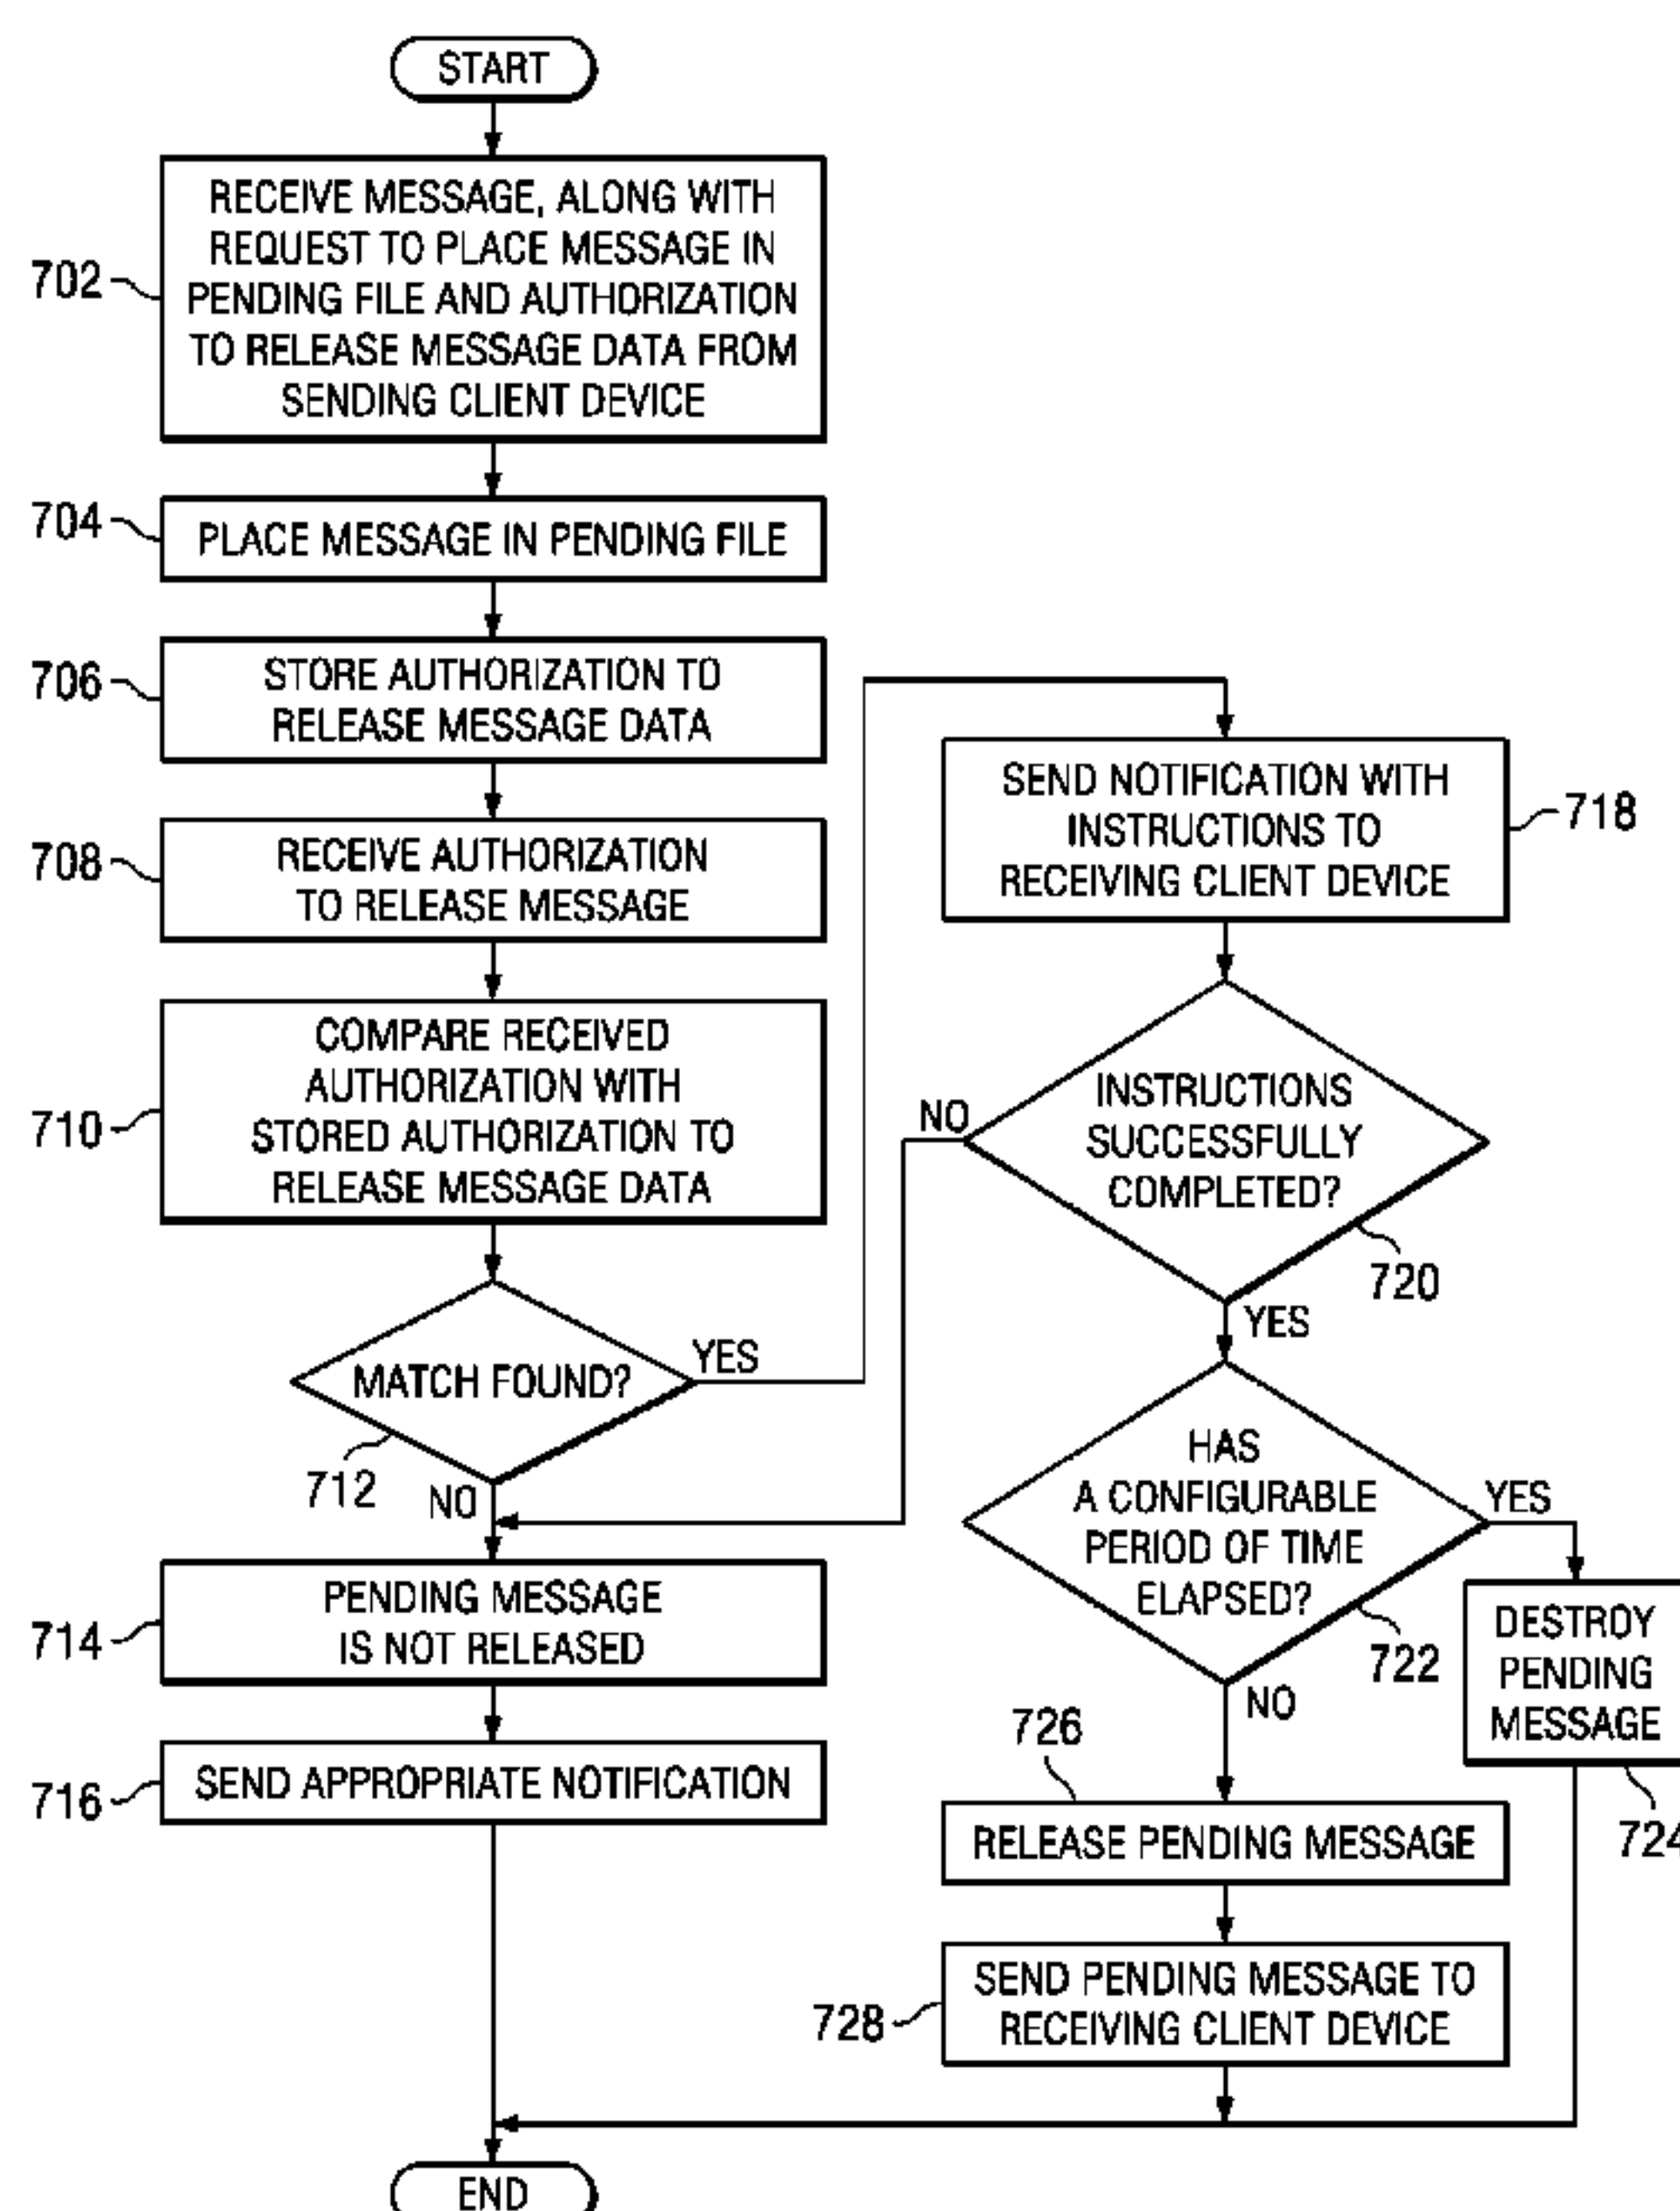 START
702
RECEIVE MESSAGE, ALONG WITH
REQUEST TO PLACE MESSAGE IN
PENDING FILE AND AUTHORIZATION
TO RELEASE MESSAGE DATA FROM
SENDING CLIENT DEVICE
704
PLACE MESSAGE IN PENDING FILE
706
STORE AUTHORIZATION TO
RELEASE MESSAGE DATA
708
RECEIVE AUTHORIZATION
TO RELEASE MESSAGE
710
COMPARE RECEIVED
AUTHORIZATION WITH
STORED AUTHORIZATION TO
RELEASE MESSAGE DATA
MATCH FOUND?
YES
712
NO
714
PENDING MESSAGE
IS NOT RELEASED
716
SEND APPROPRIATE NOTIFICATION
SEND NOTIFICATION WITH
INSTRUCTIONS TO
RECEIVING CLIENT DEVICE
718
NO
INSTRUCTIONS
SUCCESSFULLY
COMPLETED?
720
YES
HAS
A CONFIGURABLE
PERIOD OF TIME
ELAPSED?
YES
722
NO
DESTROY
PENDING
MESSAGE
724
726
RELEASE PENDING MESSAGE
728
SEND PENDING MESSAGE TO
RECEIVING CLIENT DEVICE
END